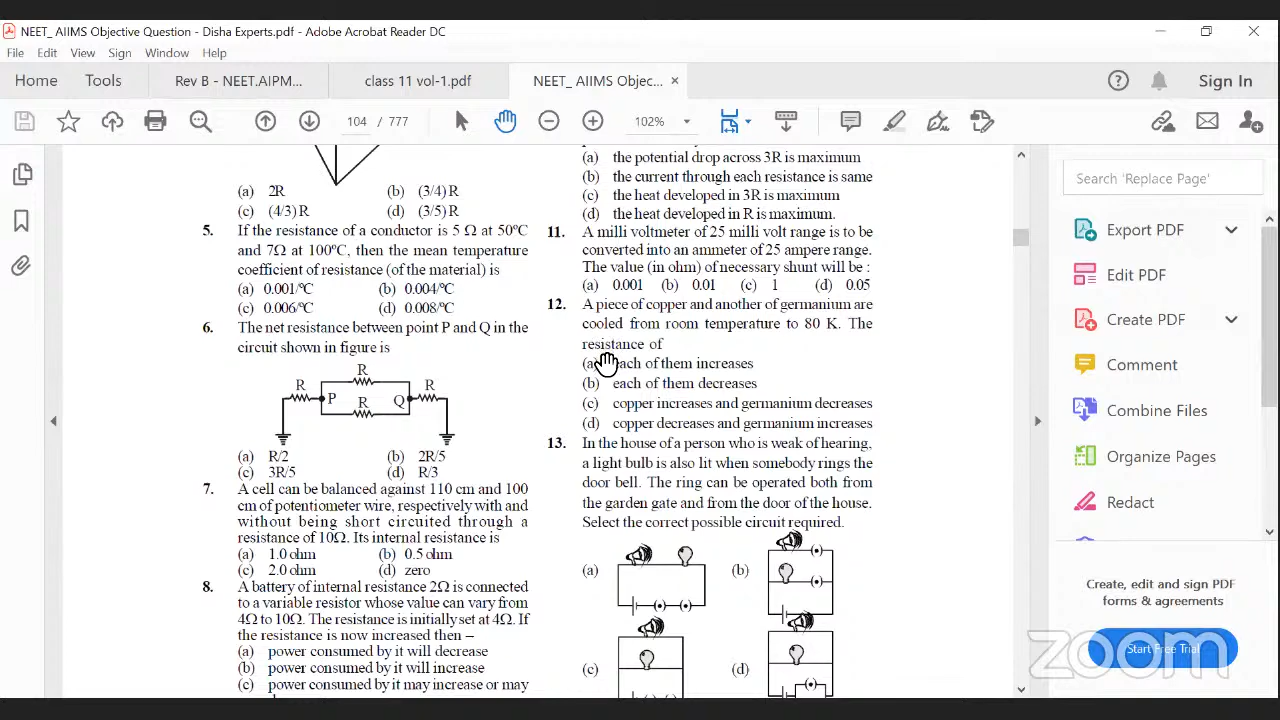 NEET_ AIIMS Objective Question - Disha Experts.pdf - Adobe Acrobat Reader DC
File Edit View Sign Window Help
Home Tools Rev B - NEET.AIPM... class 11 vol-1.pdf NEET_ AIIMS Objec... × Sign In
104 / 777 102%
(a) 2R (b) (3/4) R
(c) (4/3) R (d) (3/5) R
5. If the resistance of a conductor is 5 Ω at 50ºC
and 7Ω at 100ºC, then the mean temperature
coefficient of resistance (of the material) is
(a) 0.001/ºC (b) 0.004/ºC
(c) 0.006/ºC (d) 0.008/ºC
6. The net resistance between point P and Q in the
circuit shown in figure is
R
R R
P Q
R
(a) R/2 (b) 2R/5
(c) 3R/5 (d) R/3
7. A cell can be balanced against 110 cm and 100
cm of potentiometer wire, respectively with and
without being short circuited through a
resistance of 10Ω. Its internal resistance is
(a) 1.0 ohm (b) 0.5 ohm
(c) 2.0 ohm (d) zero
8. A battery of internal resistance 2Ω is connected
to a variable resistor whose value can vary from
4Ω to 10Ω. The resistance is initially set at 4Ω. If
the resistance is now increased then –
(a) power consumed by it will decrease
(b) power consumed by it will increase
(c) power consumed by it may increase or may
(a) the potential drop across 3R is maximum
(b) the current through each resistance is same
(c) the heat developed in 3R is maximum
(d) the heat developed in R is maximum.
11. A milli voltmeter of 25 milli volt range is to be
converted into an ammeter of 25 ampere range.
The value (in ohm) of necessary shunt will be :
(a) 0.001 (b) 0.01 (c) 1 (d) 0.05
12. A piece of copper and another of germanium are
cooled from room temperature to 80 K. The
resistance of
(a) each of them increases
(b) each of them decreases
(c) copper increases and germanium decreases
(d) copper decreases and germanium increases
13. In the house of a person who is weak of hearing,
a light bulb is also lit when somebody rings the
door bell. The ring can be operated both from
the garden gate and from the door of the house.
Select the correct possible circuit required.
(a) (b)
(c) (d)
Search 'Replace Page'
Export PDF
Edit PDF
Create PDF
Comment
Combine Files
Organize Pages
Redact
Create, edit and sign PDF
forms & agreements
Start Free Trial
zoom